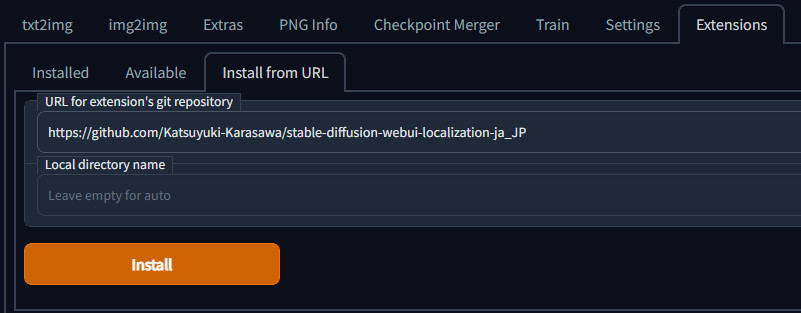 txt2img img2img Extras PNG Info Checkpoint Merger Train Settings Extensions
Installed Available Install from URL
URL for extension's git repository
https://github.com/Katsuyuki-Karasawa/stable-diffusion-webui-localization-ja_JP
Local directory name
Leave empty for auto
Install